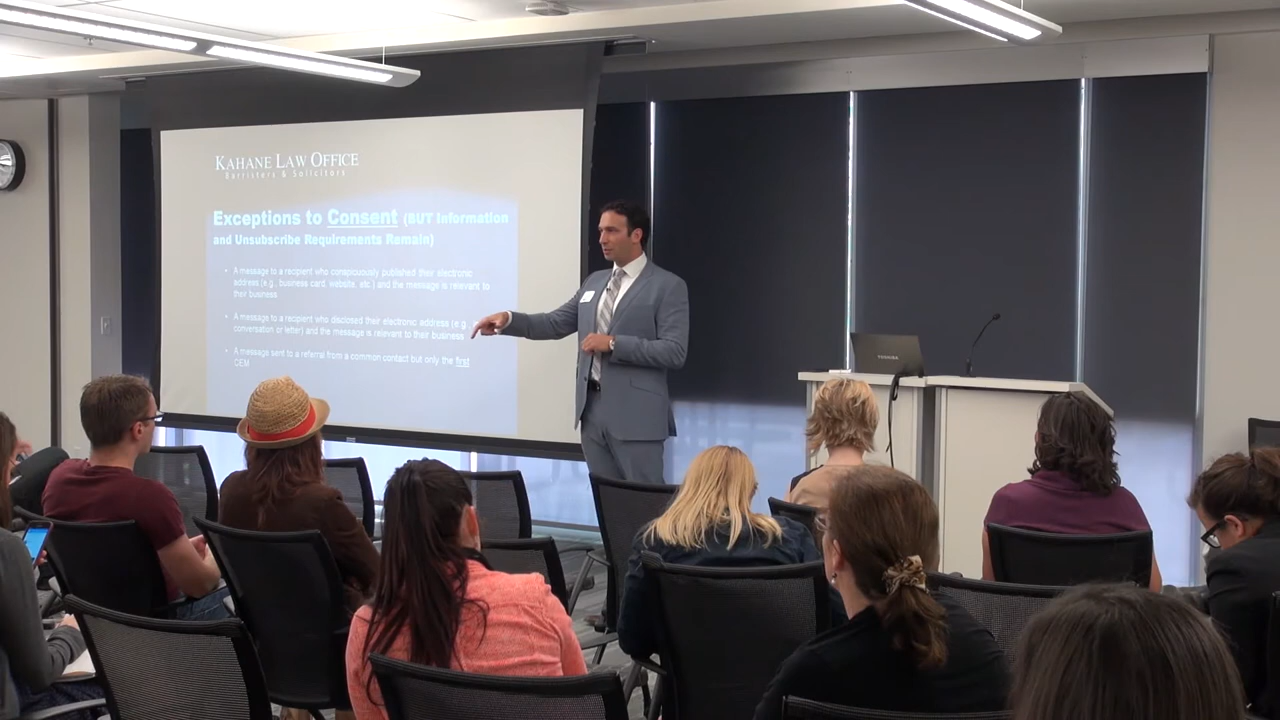 KAHANE LAW OFFICE
Barristers & Solicitors
Exceptions to Consent (BUT Information
and Unsubscribe Requirements Remain)
• A message to a recipient who conspicuously published their electronic
address (e.g., business card, website, etc.) and the message is relevant to
their business
• A message to a recipient who disclosed their electronic address (e.g.
conversation or letter) and the message is relevant to their business
• A message sent to a referral from a common contact but only the first
CEM
TOSHIBA